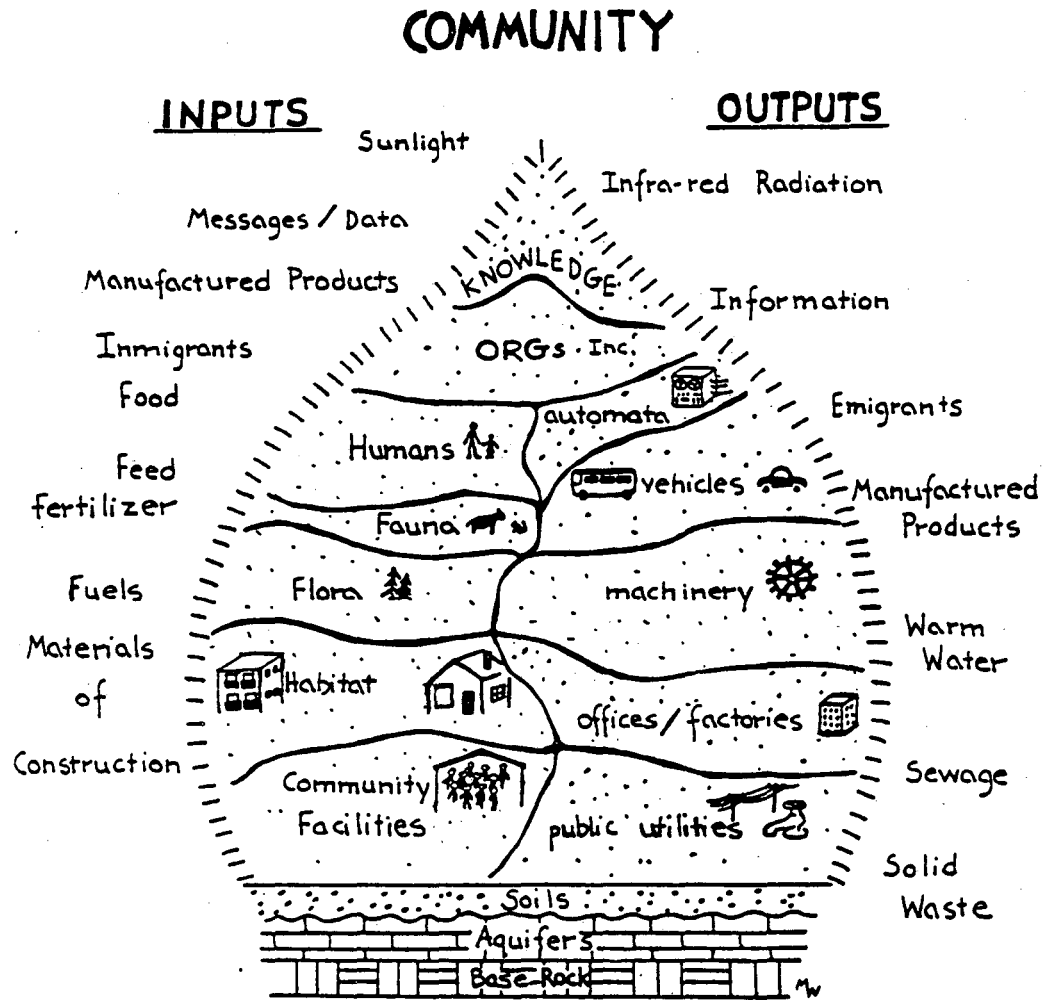 COMMUNITY
INPUTS
OUTPUTS
Sunlight
Infra-red Radiation
Messages / Data
KNOWLEDGE
Manufactured Products
Information
Inmigrants
ORGs Inc.
Food
automata
Emigrants
Humans
Feed
fertilizer
vehicles
Manufactured
Products
Fauna
Fuels
Flora
machinery
Warm
Water
Materials
of
Construction
Habitat
offices / factories
Sewage
Community
Facilities
public utilities
Solid
Waste
Soils
Aquifers
Base Rock
MW